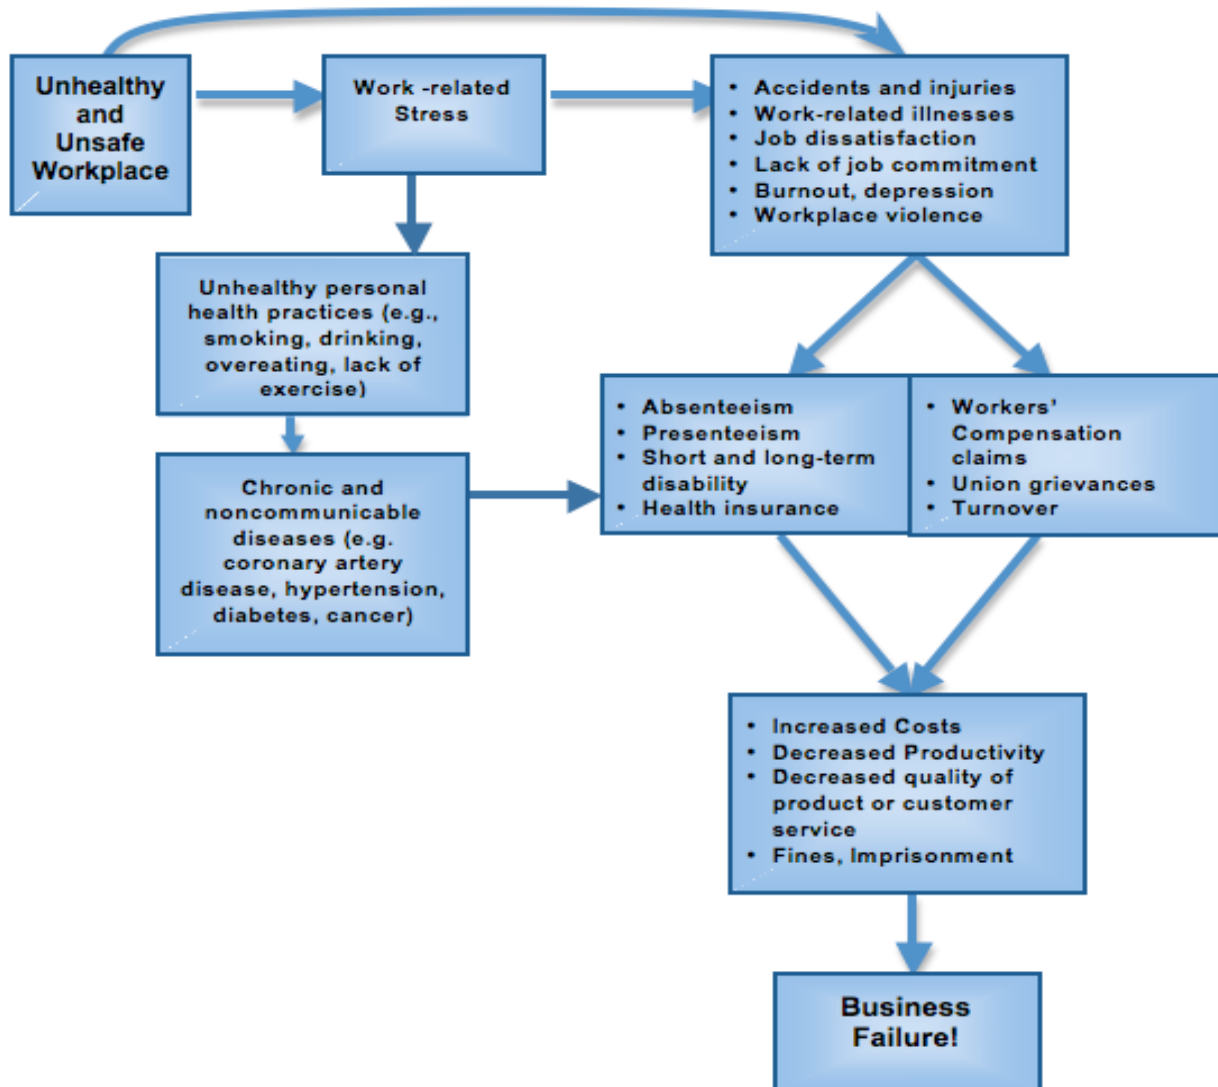 Unhealthy
and
Unsafe
Workplace
Work -related
Stress
• Accidents and injuries
• Work-related illnesses
• Job dissatisfaction
• Lack of job commitment
• Burnout, depression
• Workplace violence
Unhealthy personal
health practices (e.g.,
smoking, drinking,
overeating, lack of
exercise)
Chronic and
noncommunicable
diseases (e.g.
coronary artery
disease, hypertension,
diabetes, cancer)
• Absenteeism
• Presenteeism
• Short and long-term
disability
• Health insurance
• Workers’
Compensation
claims
• Union grievances
• Turnover
• Increased Costs
• Decreased Productivity
• Decreased quality of
product or customer
service
• Fines, Imprisonment
Business
Failure!